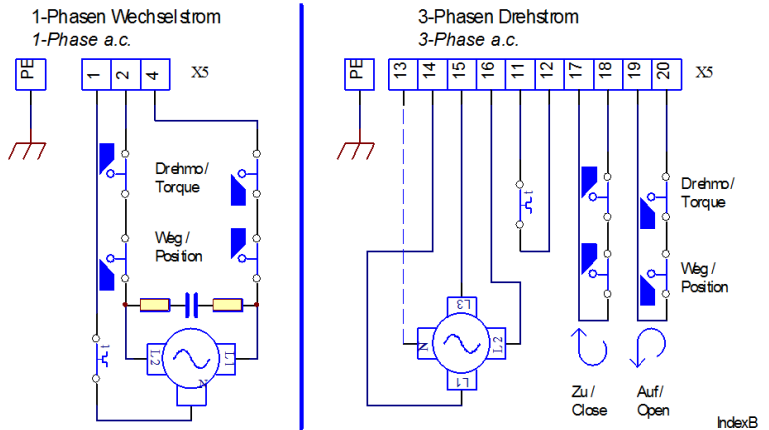 1-Phasen Wechselstrom
1-Phase a.c.
PE
1
2
4
X5
Drehmo/
Torque
Weg /
Position
t
L2
L1
N
3-Phasen Drehstrom
3-Phase a.c.
PE
13
14
15
16
11
12
17
18
19
20
X5
t
Drehmo/
Torque
Weg /
Position
L3
N
L2
L1
Zu /
Close
Auf /
Open
IndexB